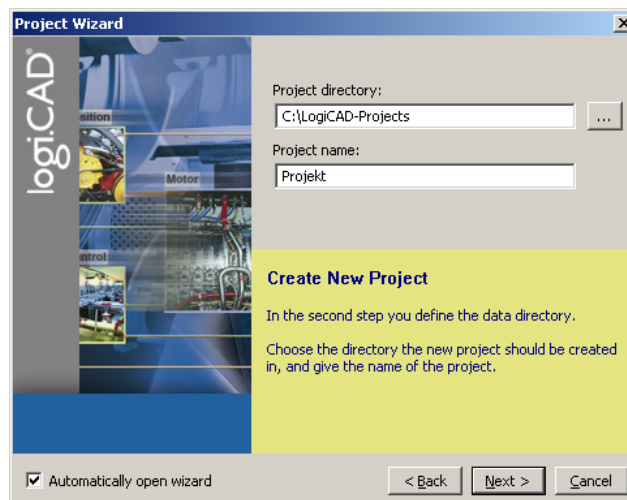 Project Wizard
logi.CAD
sition
Motor
ntrol
Project directory:
C:\LogiCAD-Projects
...
Project name:
Projekt
Create New Project
In the second step you define the data directory.
Choose the directory the new project should be created
in, and give the name of the project.
Automatically open wizard
< Back
Next >
Cancel